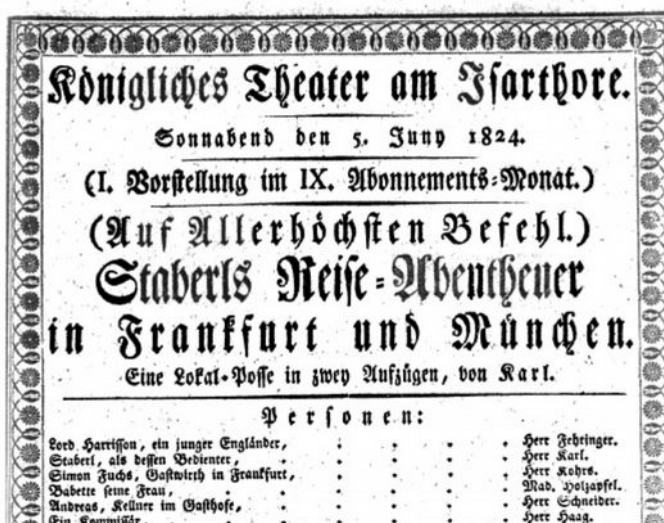 Königliches Theater am Isarthore.
Sonnabend den 5. Juny 1824.
(I. Vorstellung im IX. Abonnements-Monat.)
(Auf Allerhöchsten Befehl.)
Staberls Reise-Abentheuer
in Frankfurt und München.
Eine Lokal-Posse in zwey Aufzügen, von Karl.
Personen:
Lord Harrisson, ein junger Engländer, . . . . . Herr Fehringer.
Staberl, als dessen Bedienter, . . . . . Herr Karl.
Simon Fuchs, Gastwirth in Frankfurt, . . . . Herr Kohrs.
Babette seine Frau, . . . . . Mad. Holzapfel.
Andreas, Kellner im Gasthofe, . . . . . Herr Schneider.
Ein Kommissär, . . . . . Herr Haag.